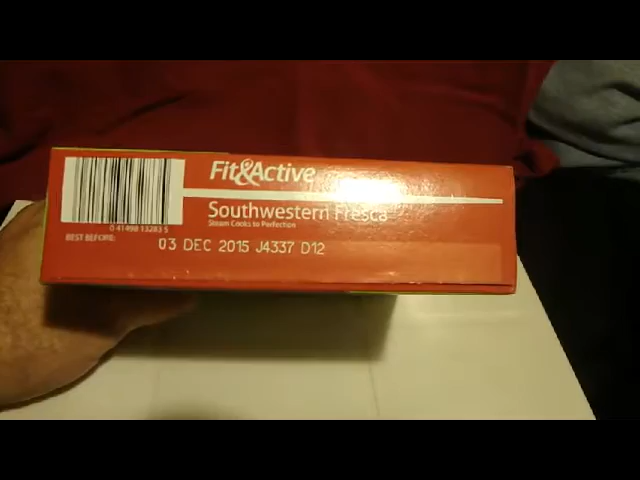 Fit&Active
Southwestern Fresca
Steam Cooks to Perfection
0 41498 13283 5
BEST BEFORE:
03 DEC 2015 J4337 D12